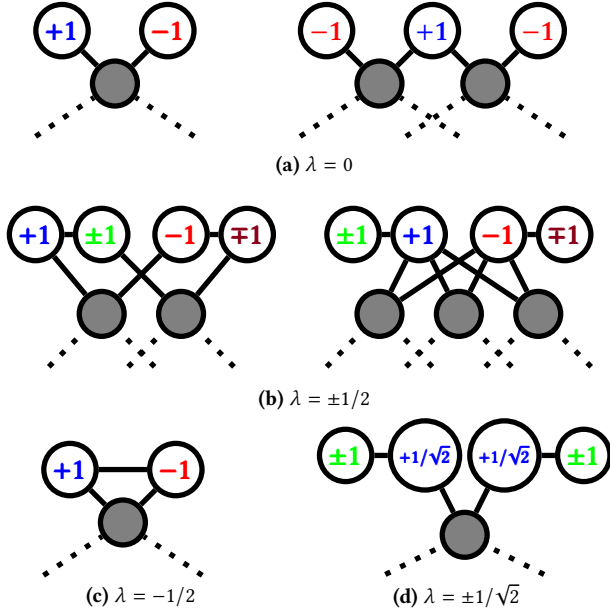 +1 −1 −1 +1 −1
(a) λ = 0
+1 ±1 −1 ∓1 ±1 +1 −1 ∓1
(b) λ = ±1/2
+1 −1 ±1 +1/√2 +1/√2 ±1
(c) λ = −1/2 (d) λ = ±1/√2